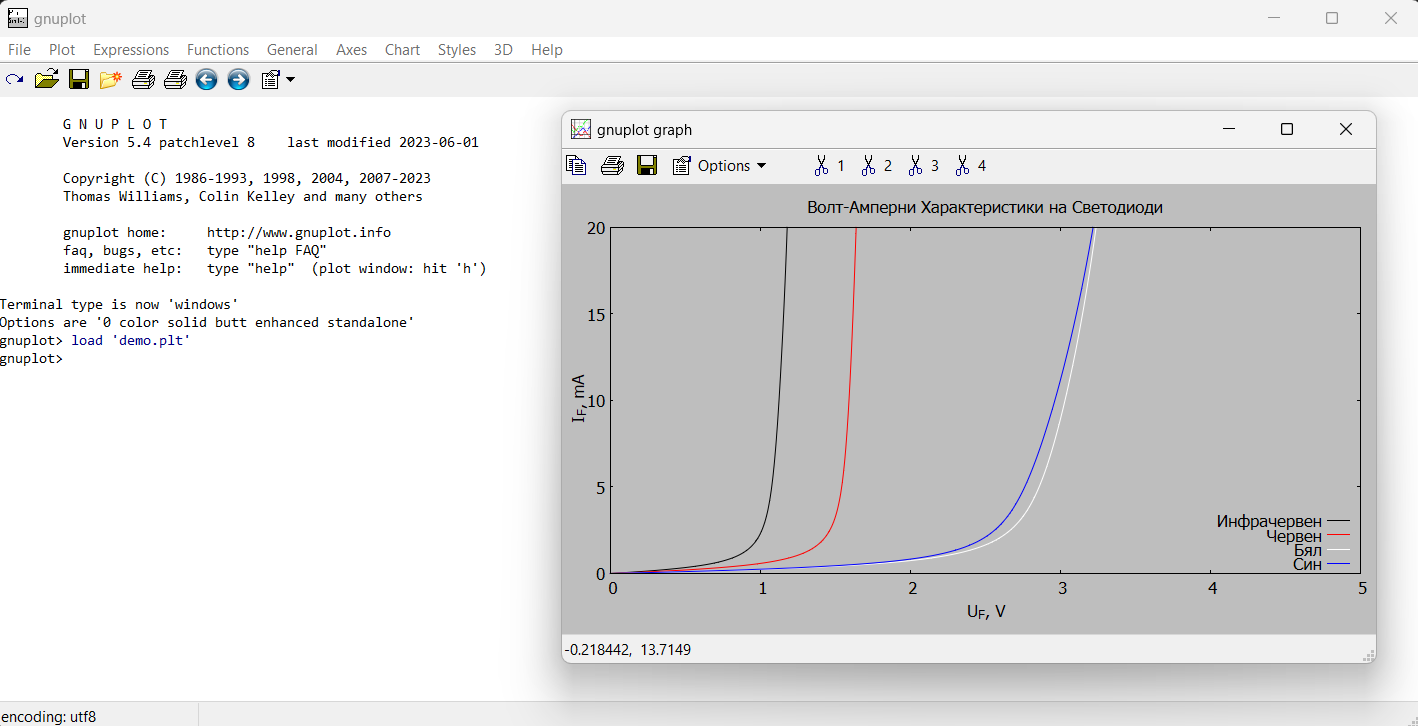 gnuplot
File Plot Expressions Functions General Axes Chart Styles 3D Help
G N U P L O T
Version 5.4 patchlevel 8    last modified 2023-06-01
Copyright (C) 1986-1993, 1998, 2004, 2007-2023
Thomas Williams, Colin Kelley and many others
gnuplot home:     http://www.gnuplot.info
faq, bugs, etc:   type "help FAQ"
immediate help:   type "help"  (plot window: hit 'h')
Terminal type is now 'windows'
Options are '0 color solid butt enhanced standalone'
gnuplot> load 'demo.plt'
gnuplot>
encoding: utf8
gnuplot graph
Options 1 2 3 4
Волт-Амперни Характеристики на Светодиоди
20
15
10
5
0
I_F, mA
Инфрачервен
Червен
Бял
Син
0 1 2 3 4 5
U_F, V
-0.218442, 13.7149